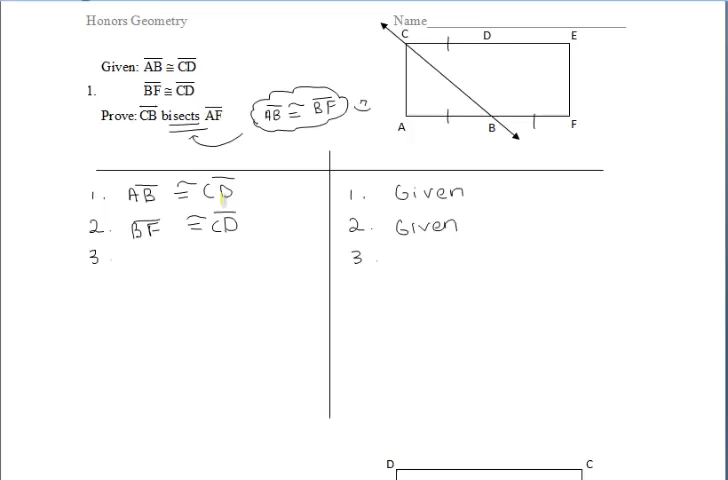 Honors Geometry
Name
Given: AB ≅ CD
1. BF ≅ CD
Prove: CB bisects AF
AB ≅ BF
C D E
A B F
1. AB ≅ CD 1. Given
2. BF ≅ CD 2. Given
3. 3.
D C